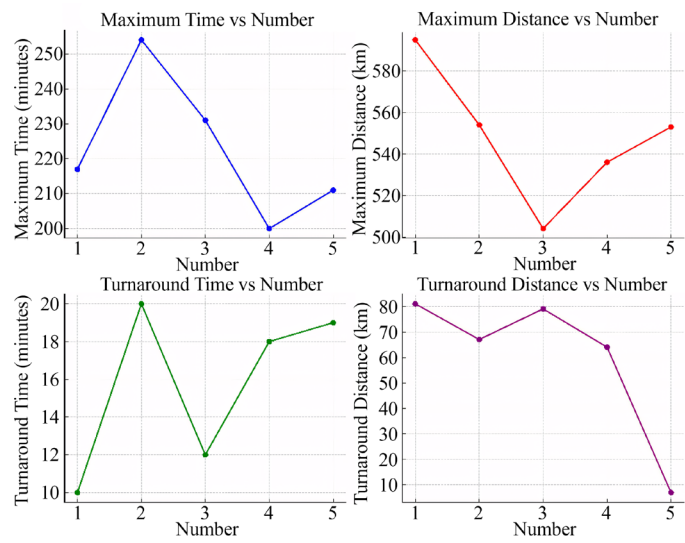 Maximum Time vs Number
Maximum Time (minutes)
250
240
230
220
210
200
1 2 3 4 5
Number
Maximum Distance vs Number
Maximum Distance (km)
580
560
540
520
500
1 2 3 4 5
Number
Turnaround Time vs Number
Turnaround Time (minutes)
20
18
16
14
12
10
1 2 3 4 5
Number
Turnaround Distance vs Number
Turnaround Distance (km)
80
70
60
50
40
30
20
10
1 2 3 4 5
Number